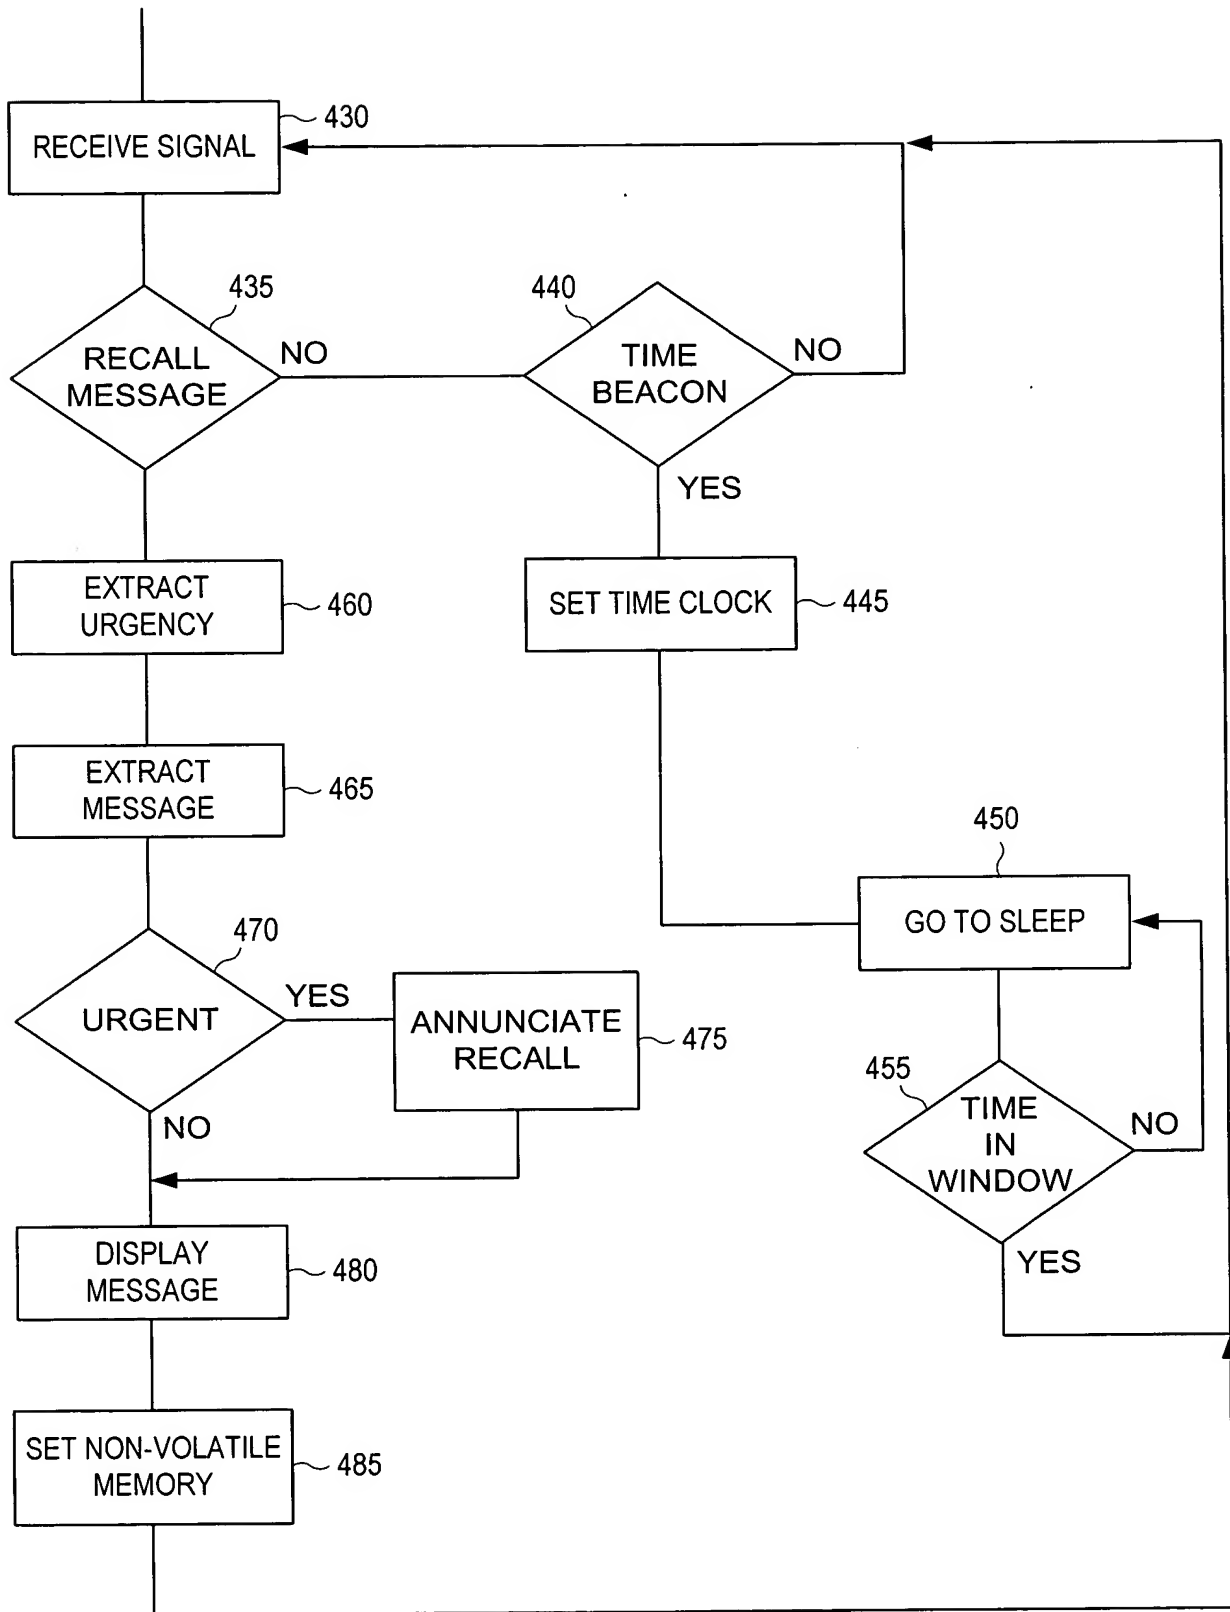 430
RECEIVE SIGNAL
435
RECALL
MESSAGE
NO
440
TIME
BEACON
NO
YES
EXTRACT
URGENCY
460
SET TIME CLOCK
445
EXTRACT
MESSAGE
465
450
GO TO SLEEP
470
URGENT
YES
NO
ANNUNCIATE
RECALL
475
455
TIME
IN
WINDOW
NO
YES
DISPLAY
MESSAGE
480
SET NON-VOLATILE
MEMORY
485